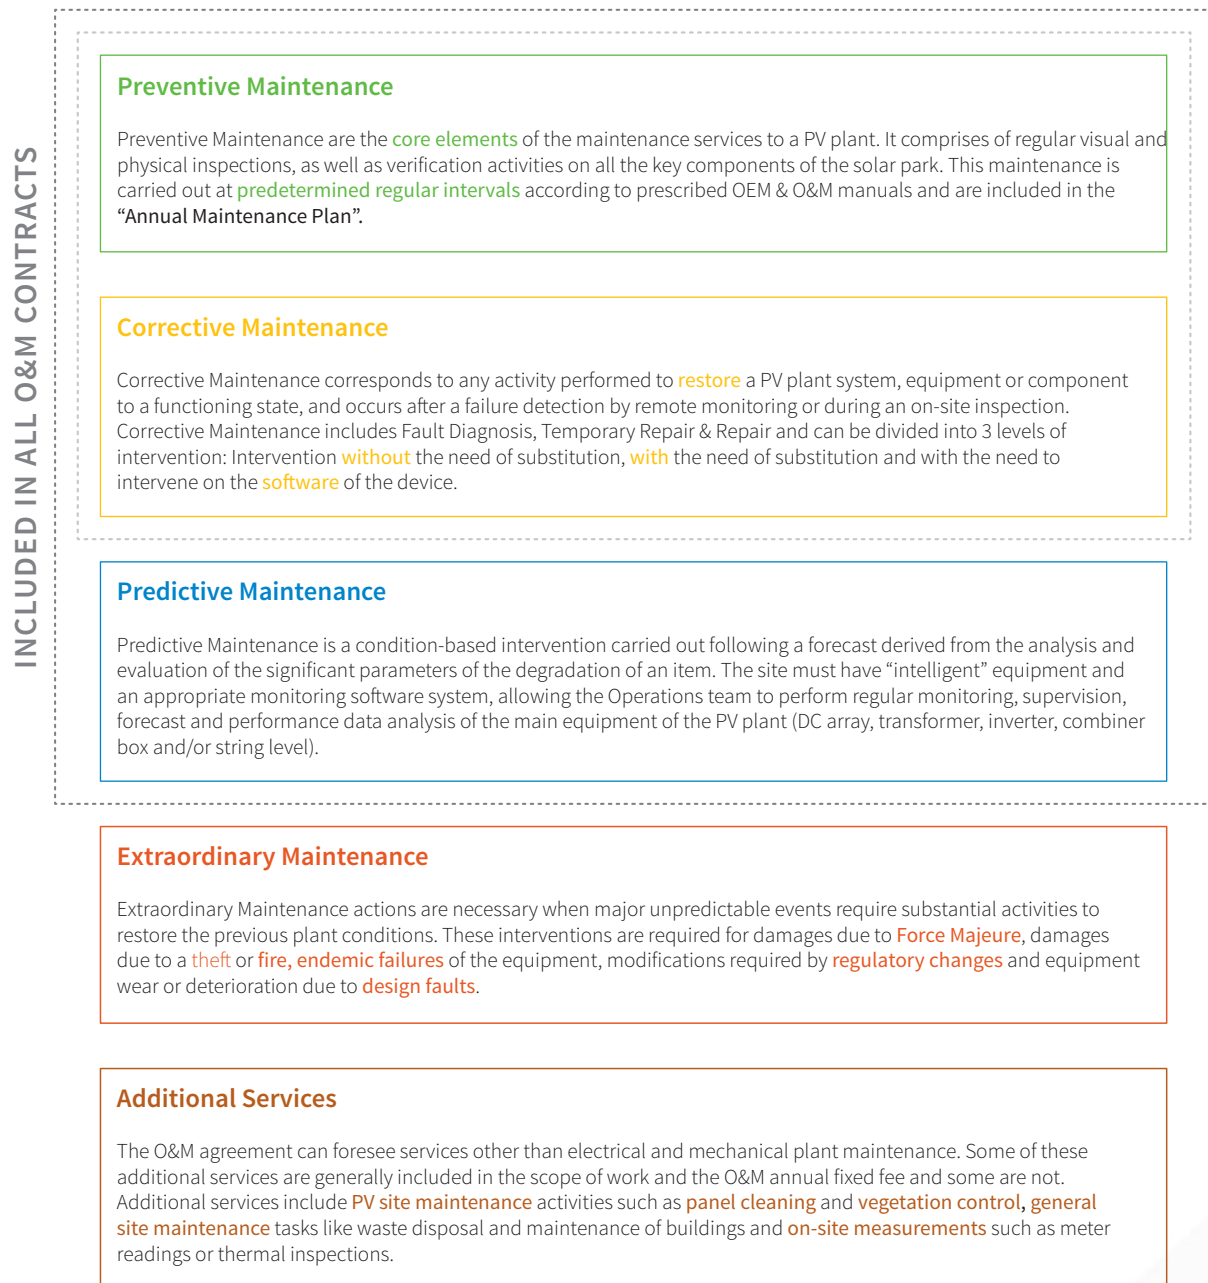 INCLUDED IN ALL O&M CONTRACTS
Preventive Maintenance
Preventive Maintenance are the core elements of the maintenance services to a PV plant. It comprises of regular visual and
physical inspections, as well as verification activities on all the key components of the solar park. This maintenance is
carried out at predetermined regular intervals according to prescribed OEM & O&M manuals and are included in the
“Annual Maintenance Plan”.
Corrective Maintenance
Corrective Maintenance corresponds to any activity performed to restore a PV plant system, equipment or component
to a functioning state, and occurs after a failure detection by remote monitoring or during an on-site inspection.
Corrective Maintenance includes Fault Diagnosis, Temporary Repair & Repair and can be divided into 3 levels of
intervention: Intervention without the need of substitution, with the need of substitution and with the need to
intervene on the software of the device.
Predictive Maintenance
Predictive Maintenance is a condition-based intervention carried out following a forecast derived from the analysis and
evaluation of the significant parameters of the degradation of an item. The site must have “intelligent” equipment and
an appropriate monitoring software system, allowing the Operations team to perform regular monitoring, supervision,
forecast and performance data analysis of the main equipment of the PV plant (DC array, transformer, inverter, combiner
box and/or string level).
Extraordinary Maintenance
Extraordinary Maintenance actions are necessary when major unpredictable events require substantial activities to
restore the previous plant conditions. These interventions are required for damages due to Force Majeure, damages
due to a theft or fire, endemic failures of the equipment, modifications required by regulatory changes and equipment
wear or deterioration due to design faults.
Additional Services
The O&M agreement can foresee services other than electrical and mechanical plant maintenance. Some of these
additional services are generally included in the scope of work and the O&M annual fixed fee and some are not.
Additional services include PV site maintenance activities such as panel cleaning and vegetation control, general
site maintenance tasks like waste disposal and maintenance of buildings and on-site measurements such as meter
readings or thermal inspections.